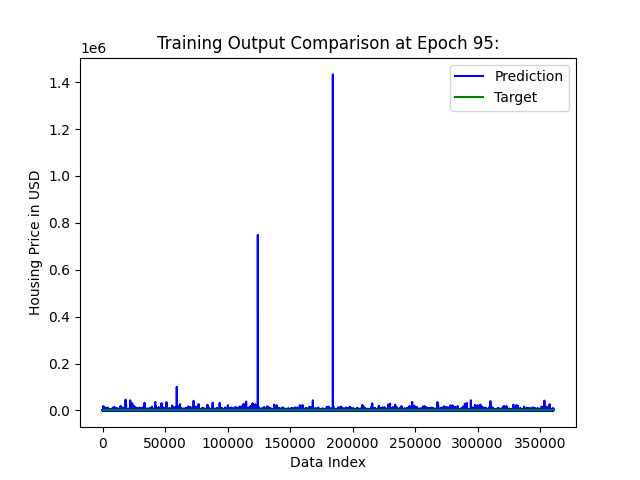 Training Output Comparison at Epoch 95:
1e6
Prediction
Target
1.4
1.2
1.0
0.8
0.6
0.4
0.2
0.0
Housing Price in USD
0 50000 100000 150000 200000 250000 300000 350000
Data Index